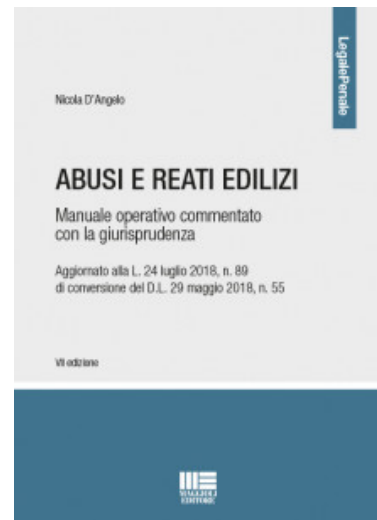 LegalePenale
Nicola D'Angelo
ABUSI E REATI EDILIZI
Manuale operativo commentato
con la giurisprudenza
Aggiornato alla L. 24 luglio 2018, n. 89
di conversione del D.L. 29 maggio 2018, n. 55
VII edizione
MAGGIOLI
EDITORE